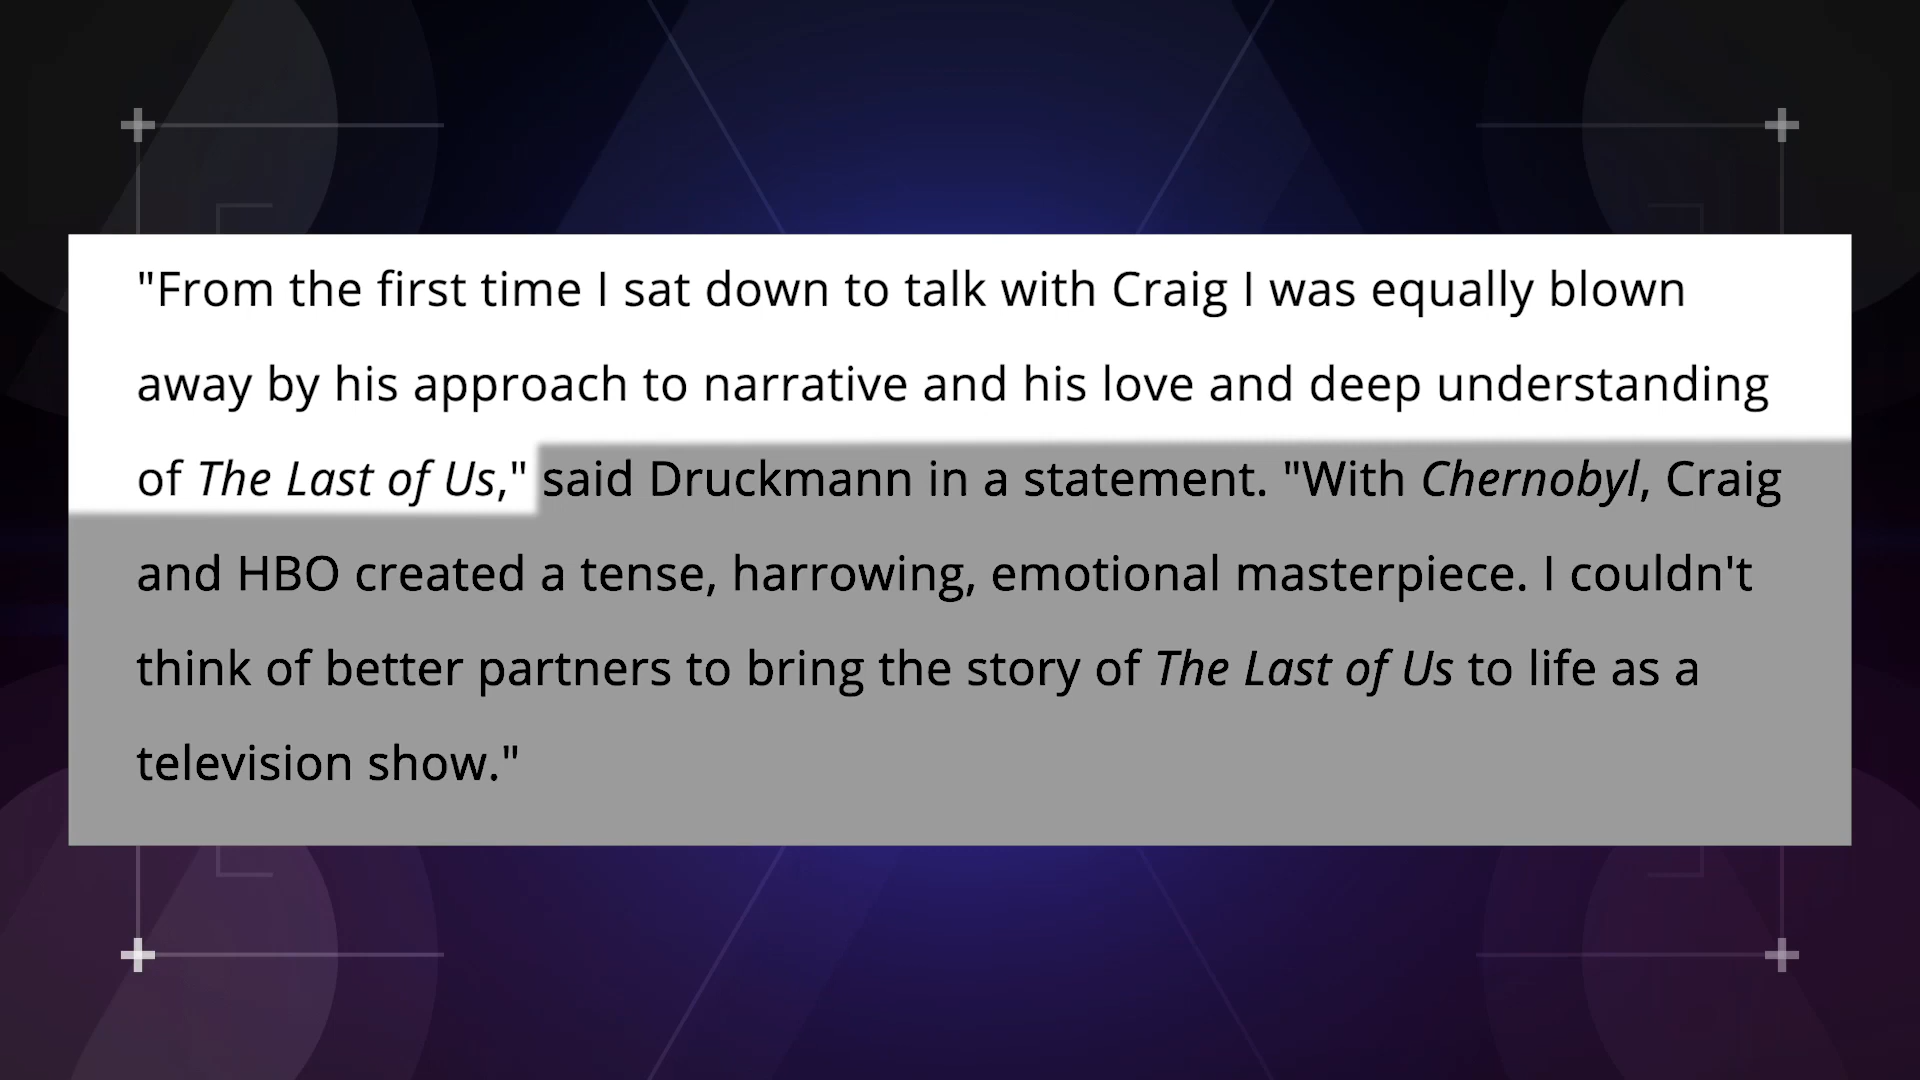 "From the first time I sat down to talk with Craig I was equally blown
away by his approach to narrative and his love and deep understanding
of The Last of Us," said Druckmann in a statement. "With Chernobyl, Craig
and HBO created a tense, harrowing, emotional masterpiece. I couldn't
think of better partners to bring the story of The Last of Us to life as a
television show."